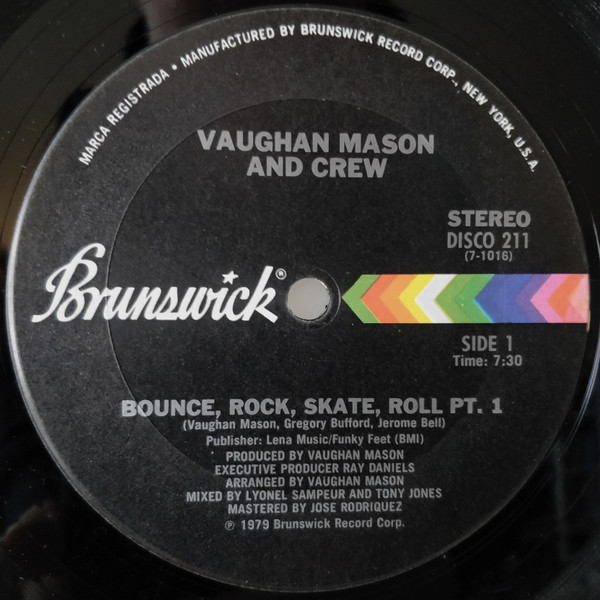 MARCA REGISTRADA • MANUFACTURED BY BRUNSWICK RECORD CORP., NEW YORK, U.S.A.
VAUGHAN MASON
AND CREW
STEREO
DISCO 211
(7-1016)
Brunswick®
SIDE 1
Time: 7:30
BOUNCE, ROCK, SKATE, ROLL PT. 1
(Vaughan Mason, Gregory Bufford, Jerome Bell)
Publisher: Lena Music/Funky Feet (BMI)
PRODUCED BY VAUGHAN MASON
EXECUTIVE PRODUCER RAY DANIELS
ARRANGED BY VAUGHAN MASON
MIXED BY LYONEL SAMPEUR AND TONY JONES
MASTERED BY JOSE RODRIQUEZ
℗ 1979 Brunswick Record Corp.